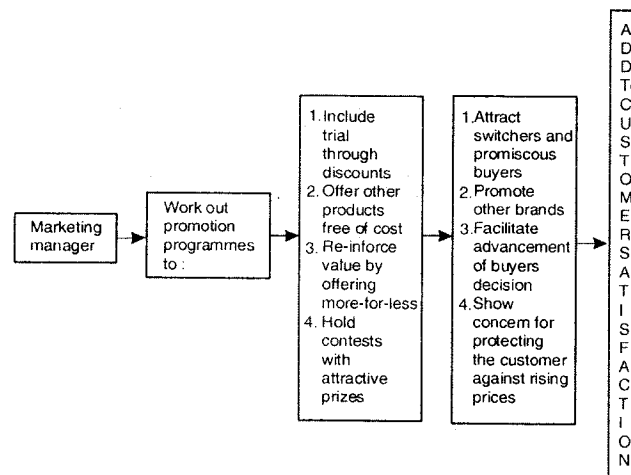 Marketing
manager
Work out
promotion
programmes
to :
1. Include
trial
through
discounts
2. Offer other
products
free of cost
3. Re-inforce
value by
offering
more-for-less
4. Hold
contests
with
attractive
prizes
1. Attract
switchers and
promiscous
buyers
2. Promote
other brands
3. Facilitate
advancement
of buyers
decision
4. Show
concern for
protecting
the customer
against rising
prices
A
D
D
To
C
U
S
T
O
M
E
R
S
A
T
I
S
F
A
C
T
I
O
N